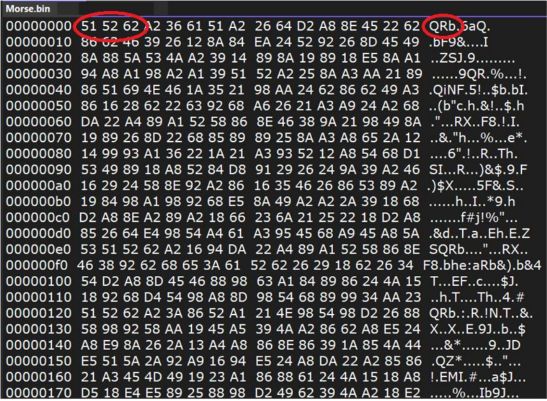 Morse.bin
00000000 51 52 62 A2 36 61 51 A2 26 64 D2 A8 8E 45 22 62 QRb.6aQ.
00000010 86 62 46 39 26 12 8A 84 EA 24 52 92 26 8D 45 49 .bF9&....I
00000020 8A 88 5A 53 4A A2 39 14 89 8A 19 89 18 E5 8A A1 ..ZSJ.9.........
00000030 94 A8 A1 98 A2 A1 39 51 52 A2 25 8A A3 AA 21 89 ......9QR.%...!.
00000040 86 51 69 4E 46 1A 35 21 98 AA 24 62 86 62 49 A3 .QiNF.5!..$b.bI.
00000050 86 16 28 62 22 63 92 68 A6 26 21 A3 A9 24 A2 68 ..(b"c.h.&!..$.h
00000060 DA 22 A4 89 A1 52 58 86 8E 46 38 9A 21 98 49 8A ."...RX..F8.!.I.
00000070 19 89 26 8D 22 68 85 89 89 25 8A A3 A8 65 2A 12 ..&."h...%...e*.
00000080 14 99 93 A1 36 22 1A 21 A3 93 52 12 A8 54 68 D1 ....6".!..R..Th.
00000090 53 49 89 18 A8 52 84 D8 91 29 26 24 9A 39 A2 46 SI...R...)&$.9.F
000000a0 16 29 24 58 8E 92 A2 86 16 35 46 26 86 53 89 A2 .)$X.....5F&.S..
000000b0 19 84 98 A1 98 92 68 E5 8A 49 A2 A2 2A 39 18 68 ......h..I..*9.h
000000c0 D2 A8 8E A2 89 A2 18 66 23 6A 21 25 22 18 D2 A8 .......f#j!%"...
000000d0 85 26 64 E4 98 54 A4 61 A3 95 45 68 A9 45 A8 5A .&d..T.a..Eh.E.Z
000000e0 53 51 52 62 A2 16 94 DA 22 A4 89 A1 52 58 86 8E SQRb...."...RX..
000000f0 46 38 92 62 68 65 3A 61 52 62 26 29 18 62 26 34 F8.bhe:aRb&).b&4
00000100 54 D2 A8 8D 45 46 88 98 63 A1 84 89 86 24 4A 15 T...EF..c....$J.
00000110 18 92 68 D4 54 98 A8 8D 98 54 68 89 99 34 AA 23 ..h.T....Th..4.#
00000120 51 52 62 A2 3A 86 52 A1 21 4E 98 54 98 D2 26 88 QRb.:.R.!N.T..&.
00000130 58 98 92 58 AA 19 45 A5 39 4A A2 86 62 A8 E5 24 X..X..E.9J..b..$
00000140 A8 E9 8A 26 2A 13 A4 A8 86 8E 86 39 1A 85 4A 44 ...&*......9..JD
00000150 E5 51 5A 2A 92 A9 16 94 E5 24 A8 DA 22 A2 85 86 .QZ*.....$.."...
00000160 21 A3 45 4D 49 19 23 A1 86 88 61 24 4A 15 18 A8 !.EMI.#...a$J...
00000170 D5 18 E4 E5 89 25 88 98 D2 49 62 39 4A A2 18 E2 .....%...Ib9J...